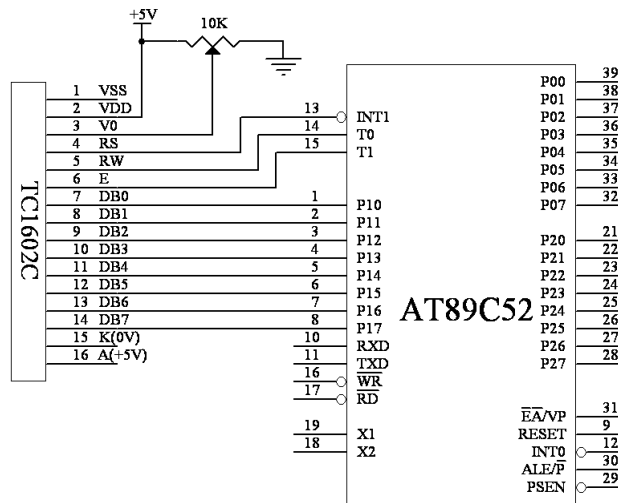 +5V
10K
TC1602C
1 VSS
2 VDD
3 V0
4 RS
5 RW
6 E
7 DB0
8 DB1
9 DB2
10 DB3
11 DB4
12 DB5
13 DB6
14 DB7
15 K(0V)
16 A(+5V)
AT89C52
13 INT1
14 T0
15 T1
1 P10
2 P11
3 P12
4 P13
5 P14
6 P15
7 P16
8 P17
10 RXD
11 TXD
16 WR
17 RD
19 X1
18 X2
P00 39
P01 38
P02 37
P03 36
P04 35
P05 34
P06 33
P07 32
P20 21
P21 22
P22 23
P23 24
P24 25
P25 26
P26 27
P27 28
EA/VP 31
RESET 9
INT0 12
ALE/P 30
PSEN 29